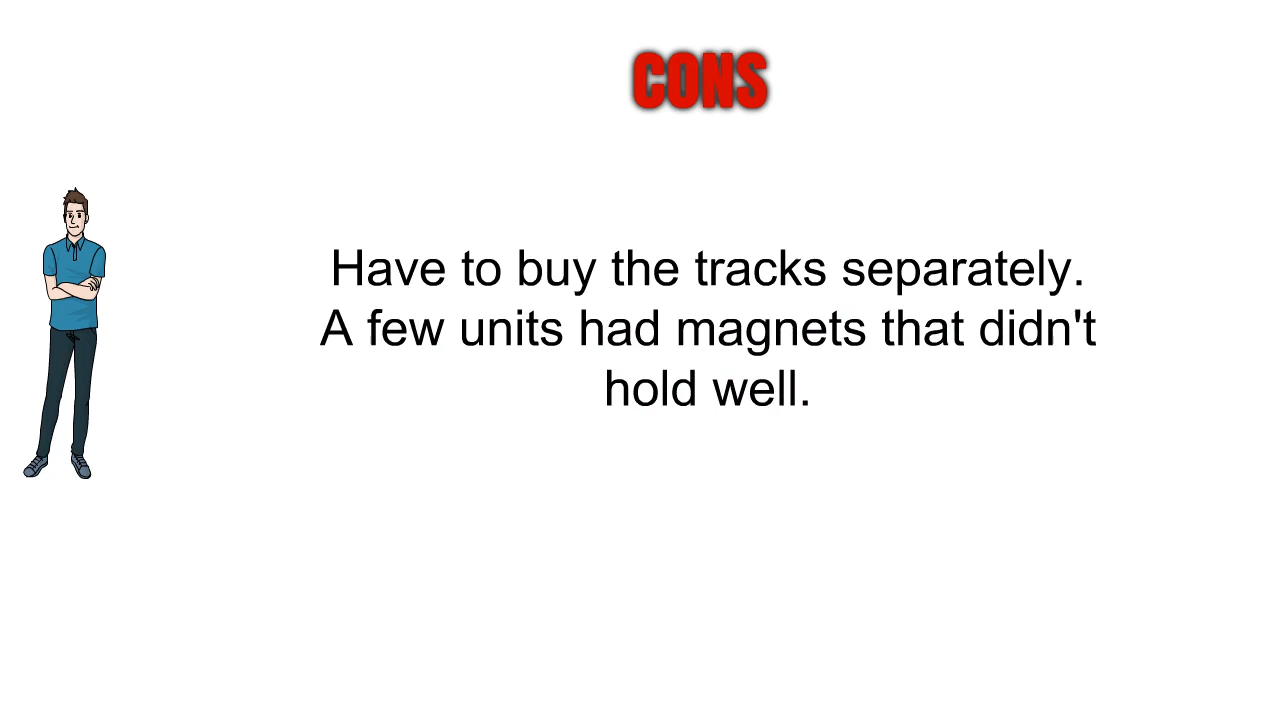 CONS
Have to buy the tracks separately.
A few units had magnets that didn't
hold well.